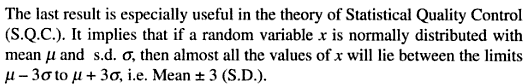 The last result is especially useful in the theory of Statistical Quality Control
(S.Q.C.). It implies that if a random variable x is normally distributed with
mean μ and s.d. σ, then almost all the values of x will lie between the limits
μ – 3σ to μ + 3σ, i.e. Mean ± 3 (S.D.).